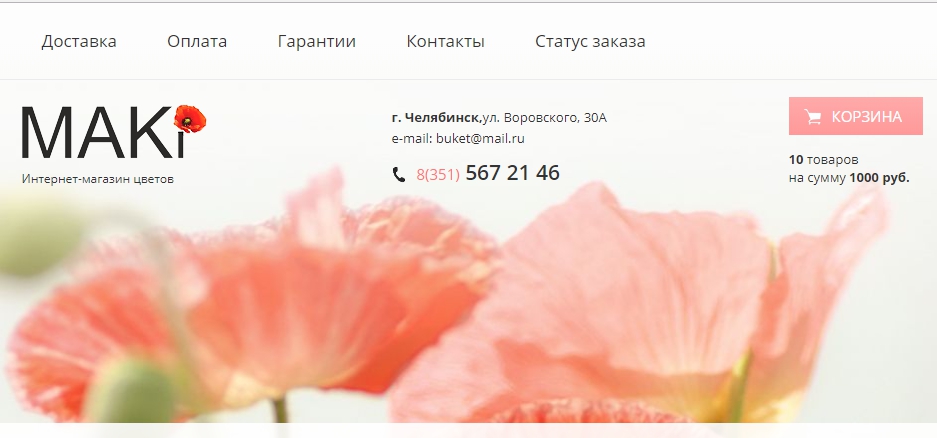 Доставка Оплата Гарантии Контакты Статус заказа
MAKi
Интернет-магазин цветов
г. Челябинск,ул. Воровского, 30А
e-mail: buket@mail.ru
8(351) 567 21 46
КОРЗИНА
10 товаров
на сумму 1000 руб.